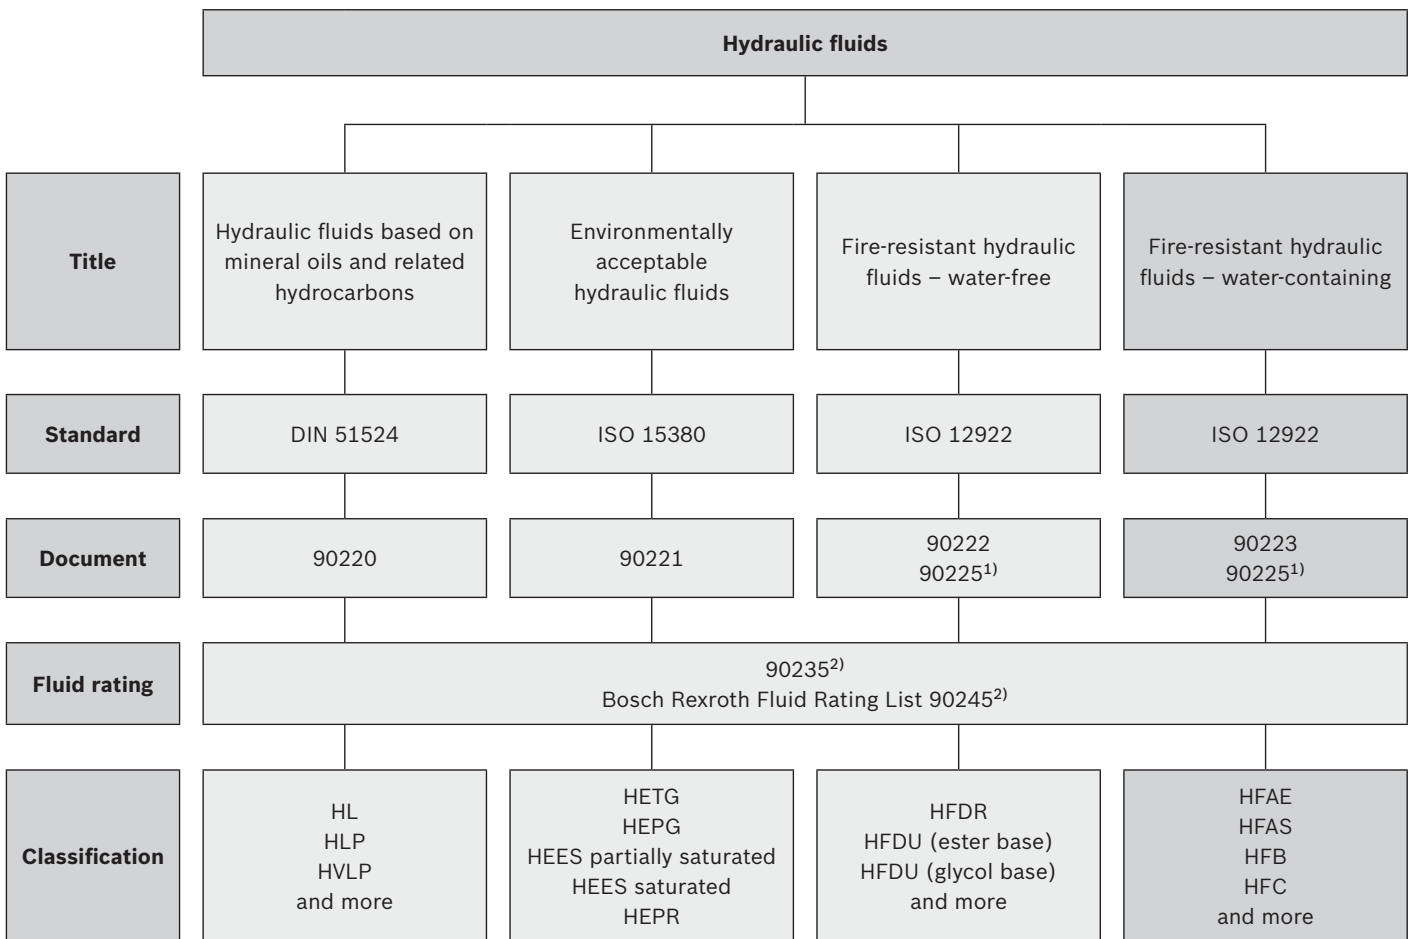 Hydraulic fluids
Title
Hydraulic fluids based on
mineral oils and related
hydrocarbons
Environmentally
acceptable
hydraulic fluids
Fire-resistant hydraulic
fluids – water-free
Fire-resistant hydraulic
fluids – water-containing
Standard
DIN 51524
ISO 15380
ISO 12922
ISO 12922
Document
90220
90221
90222
90225¹⁾
90223
90225¹⁾
Fluid rating
90235²⁾
Bosch Rexroth Fluid Rating List 90245²⁾
Classification
HL
HLP
HVLP
and more
HETG
HEPG
HEES partially saturated
HEES saturated
HEPR
HFDR
HFDU (ester base)
HFDU (glycol base)
and more
HFAE
HFAS
HFB
HFC
and more